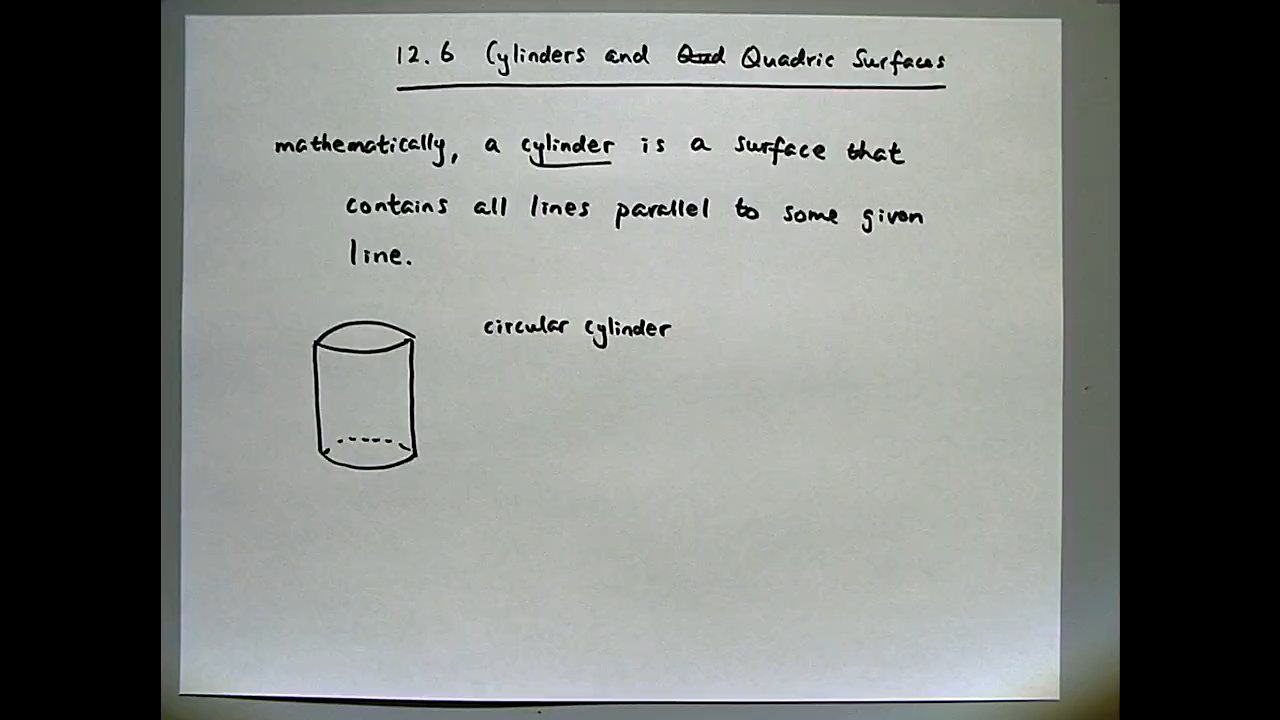 12.6 Cylinders and Quad Quadric Surfaces
mathematically, a cylinder is a surface that
contains all lines parallel to some given
line.
circular cylinder